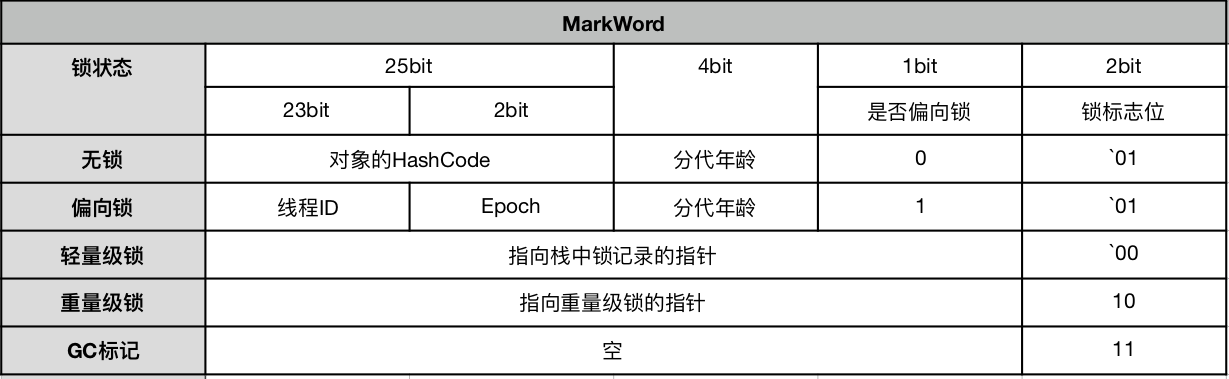 MarkWord
锁状态 25bit 4bit 1bit 2bit
23bit 2bit 是否偏向锁 锁标志位
无锁 对象的HashCode 分代年龄 0 `01
偏向锁 线程ID Epoch 分代年龄 1 `01
轻量级锁 指向栈中锁记录的指针 `00
重量级锁 指向重量级锁的指针 10
GC标记 空 11